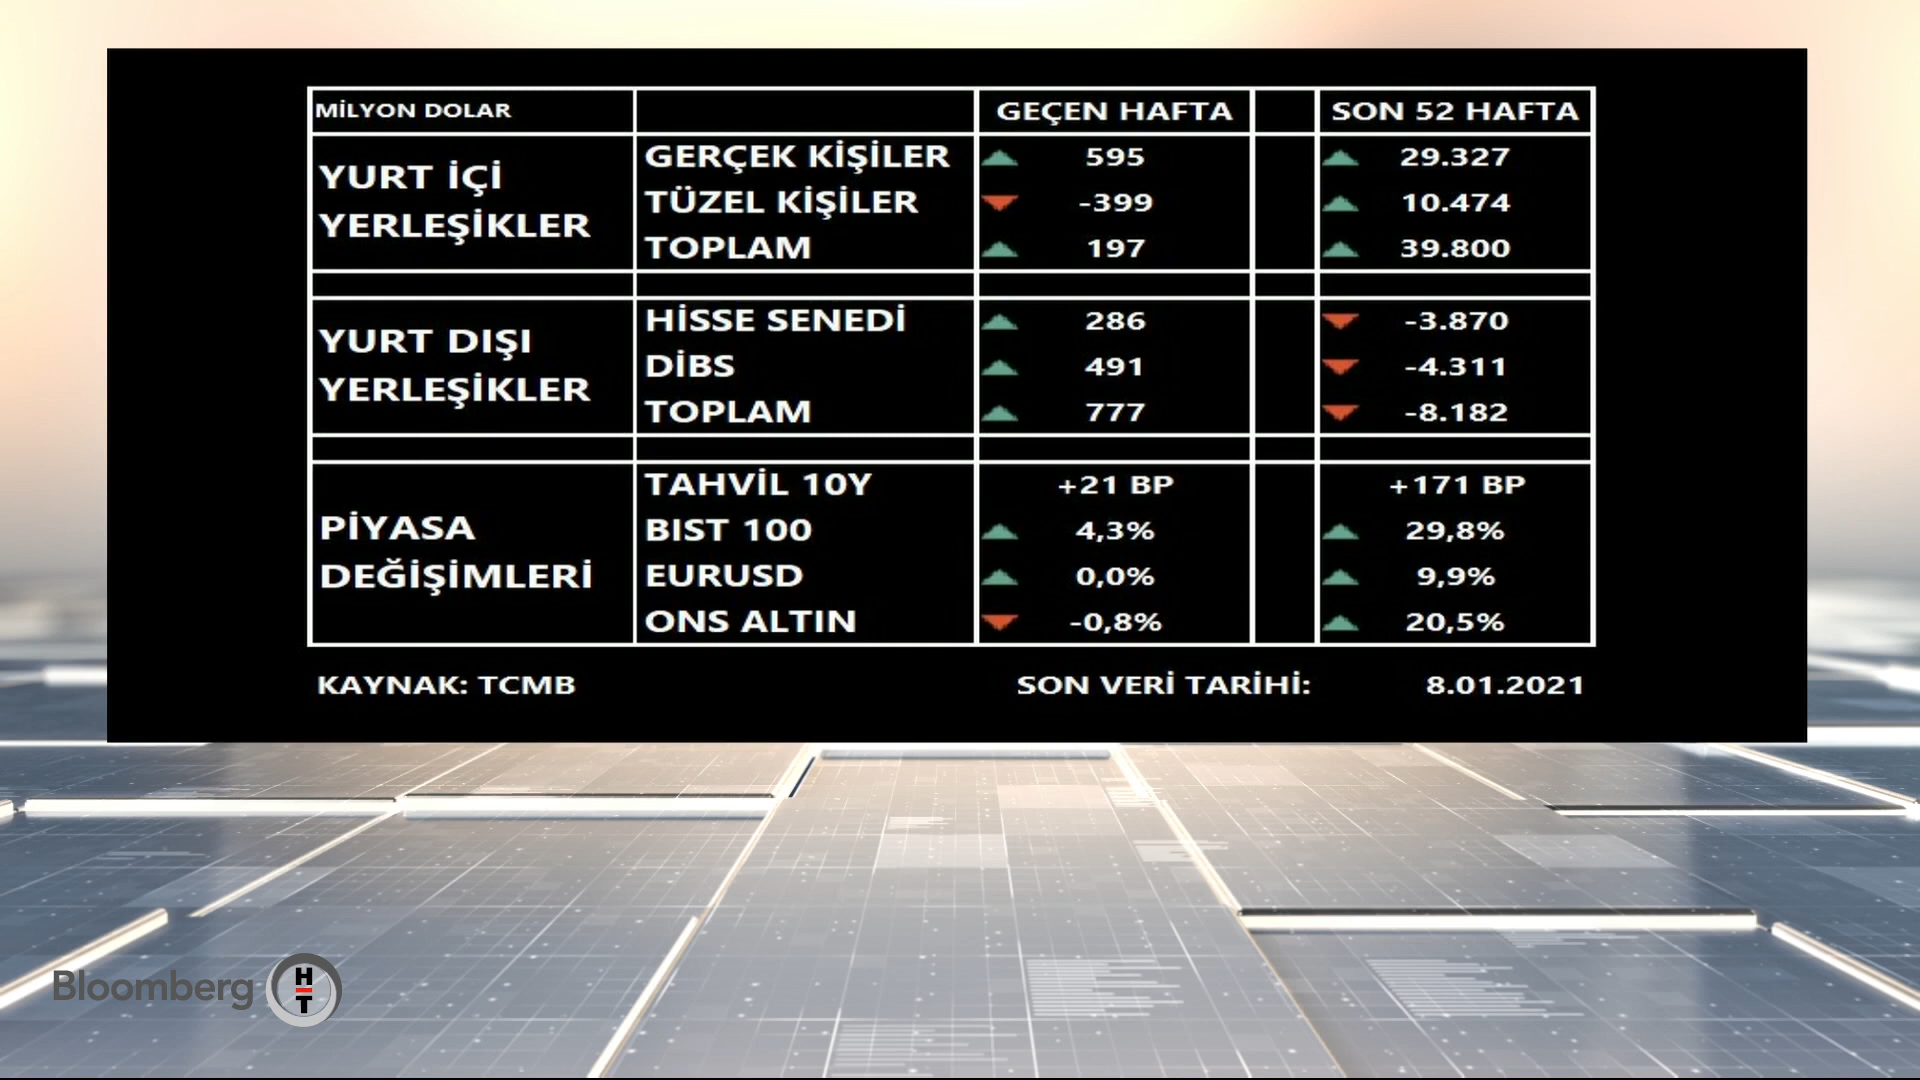 MİLYON DOLAR GEÇEN HAFTA SON 52 HAFTA
YURT İÇİ
YERLEŞİKLER
GERÇEK KİŞİLER 595 29.327
TÜZEL KİŞİLER -399 10.474
TOPLAM 197 39.800
YURT DIŞI
YERLEŞİKLER
HİSSE SENEDİ 286 -3.870
DİBS 491 -4.311
TOPLAM 777 -8.182
PİYASA
DEĞİŞİMLERİ
TAHVİL 10Y +21 BP +171 BP
BIST 100 4,3% 29,8%
EURUSD 0,0% 9,9%
ONS ALTIN -0,8% 20,5%
KAYNAK: TCMB SON VERİ TARİHİ: 8.01.2021
Bloomberg HT